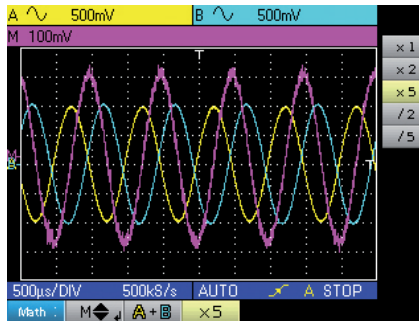 A 500mV B 500mV
M 100mV
T
x1
x2
x5
/2
/5
M
T
500µs/DIV 500kS/s AUTO A STOP
Math : M A+B x5